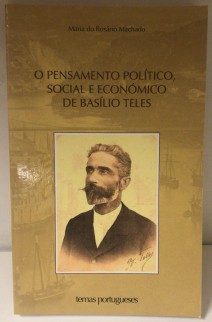 Maria do Rosário Machado
O PENSAMENTO POLÍTICO,
SOCIAL E ECONÓMICO
DE BASÍLIO TELES
temas portugueses